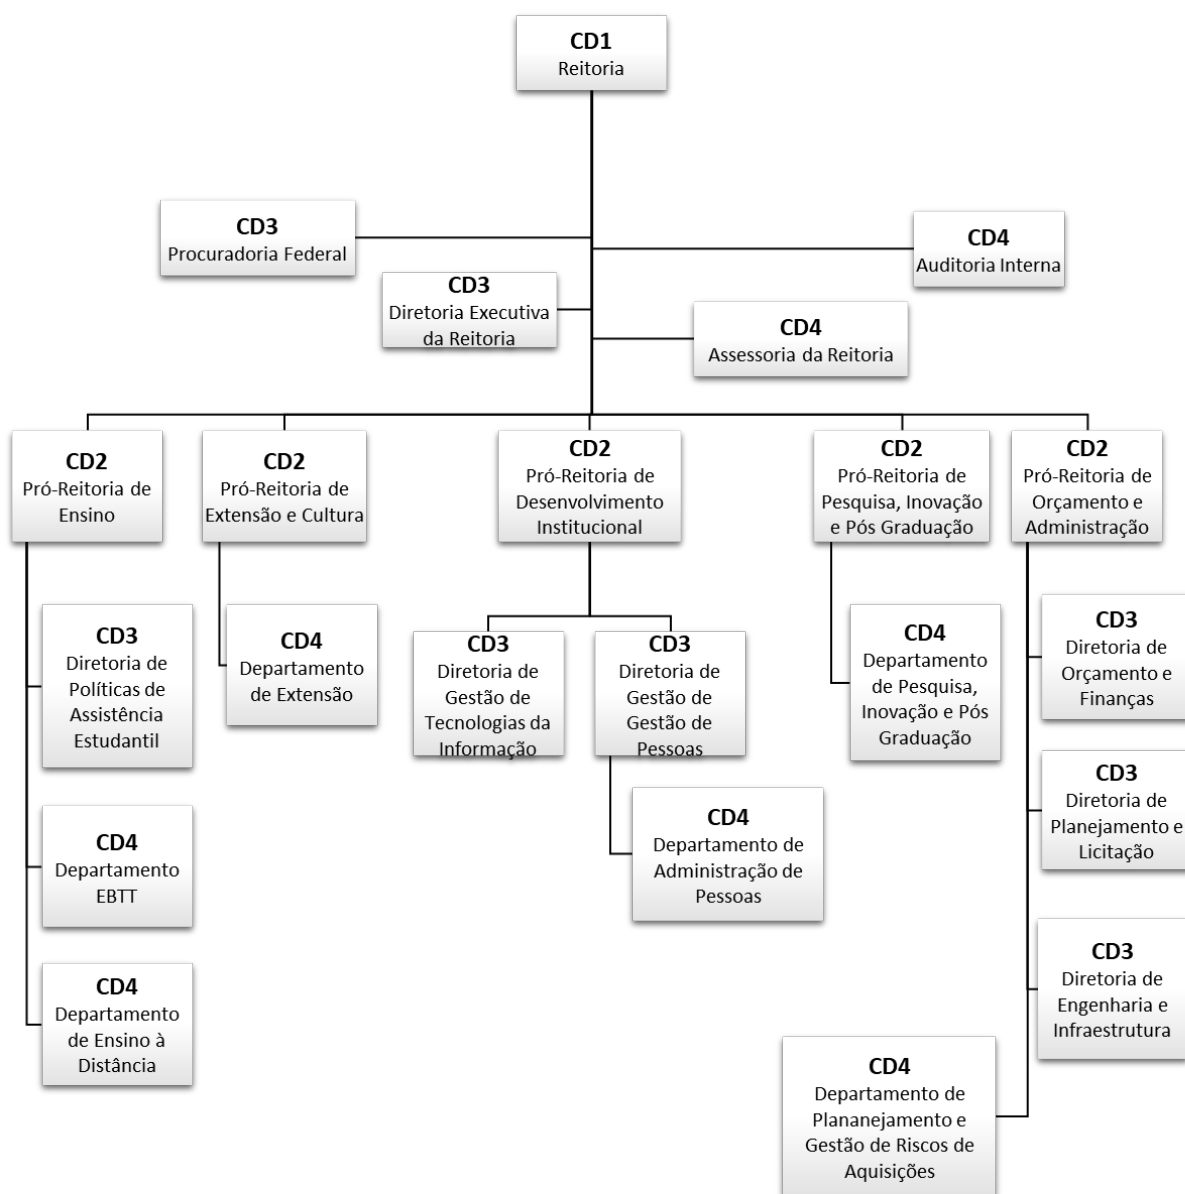 CD1
Reitoria
CD3
Procuradoria Federal
CD4
Auditoria Interna
CD3
Diretoria Executiva
da Reitoria
CD4
Assessoria da Reitoria
CD2
Pró-Reitoria de
Ensino
CD2
Pró-Reitoria de
Extensão e Cultura
CD2
Pró-Reitoria de
Desenvolvimento
Institucional
CD2
Pró-Reitoria de
Pesquisa, Inovação
e Pós Graduação
CD2
Pró-Reitoria de
Orçamento e
Administração
CD3
Diretoria de
Políticas de
Assistência
Estudantil
CD4
Departamento
EBTT
CD4
Departamento
de Ensino à
Distância
CD4
Departamento
de Extensão
CD3
Diretoria de
Gestão de
Tecnologias da
Informação
CD3
Diretoria de
Gestão de
Gestão de
Pessoas
CD4
Departamento de
Administração de
Pessoas
CD4
Departamento
de Pesquisa,
Inovação e Pós
Graduação
CD3
Diretoria de
Orçamento e
Finanças
CD3
Diretoria de
Planejamento e
Licitação
CD3
Diretoria de
Engenharia e
Infraestrutura
CD4
Departamento de
Plananejamento e
Gestão de Riscos de
Aquisições